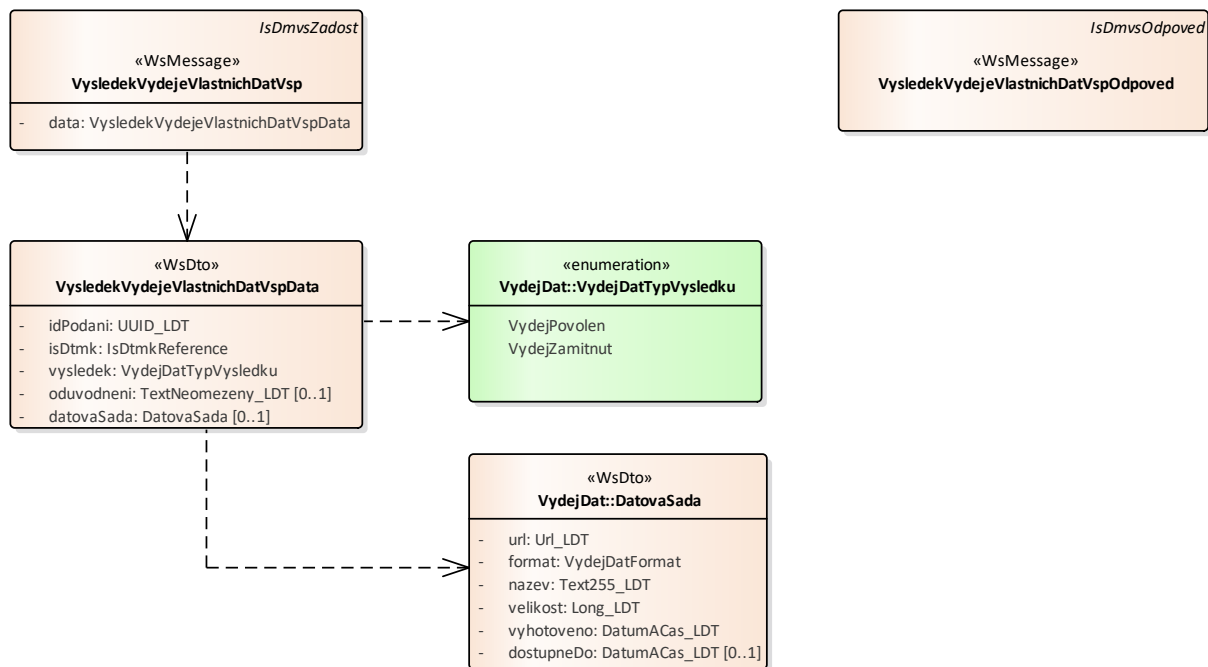 IsDmvsZadost
«WsMessage»
VysledekVydejeVlastnichDatVsp
- data: VysledekVydejeVlastnichDatVspData
IsDmvsOdpoved
«WsMessage»
VysledekVydejeVlastnichDatVspOdpoved
«WsDto»
VysledekVydejeVlastnichDatVspData
- idPodani: UUID_LDT
- isDtmk: IsDtmkReference
- vysledek: VydejDatTypVysledku
- oduvodneni: TextNeomezeny_LDT [0..1]
- datovaSada: DatovaSada [0..1]
«enumeration»
VydejDat::VydejDatTypVysledku
VydejPovolen
VydejZamitnut
«WsDto»
VydejDat::DatovaSada
- url: Url_LDT
- format: VydejDatFormat
- nazev: Text255_LDT
- velikost: Long_LDT
- vyhotoveno: DatumACas_LDT
- dostupneDo: DatumACas_LDT [0..1]